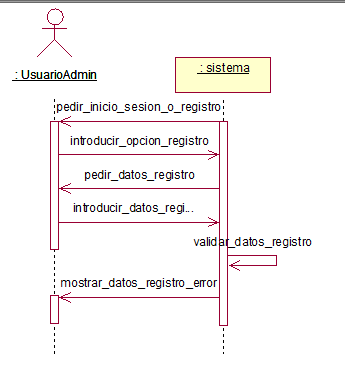 : UsuarioAdmin
: sistema
pedir_inicio_sesion_o_registro
introducir_opcion_registro
pedir_datos_registro
introducir_datos_regi...
validar_datos_registro
mostrar_datos_registro_error